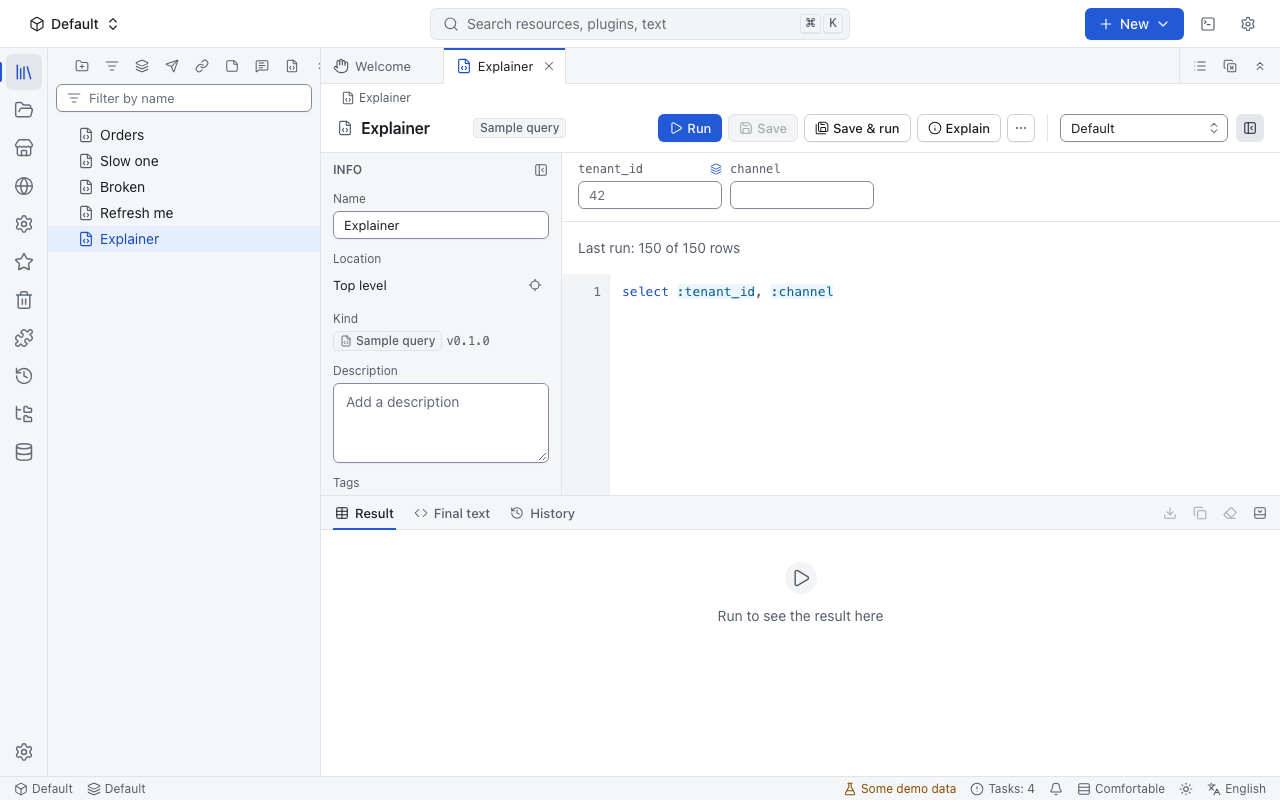 Default
Search resources, plugins, text
⌘ K
New
Filter by name
Orders
Slow one
Broken
Refresh me
Explainer
Welcome
Explainer
Explainer
Explainer
Sample query
Run
Save
Save & run
Explain
Default
INFO
Name
Explainer
Location
Top level
Kind
Sample query v0.1.0
Description
Add a description
Tags
tenant_id
channel
42
Last run: 150 of 150 rows
1 select :tenant_id, :channel
Result
Final text
History
Run to see the result here
Default
Default
Some demo data
Tasks: 4
Comfortable
English